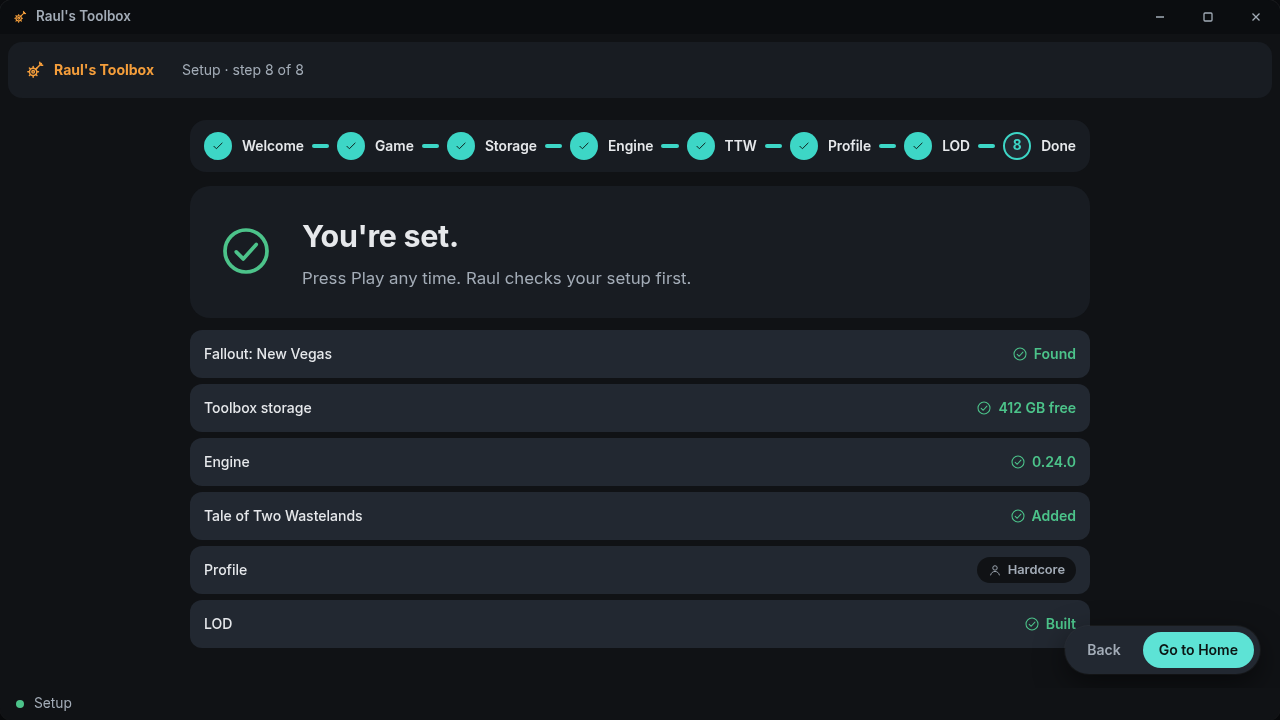 Raul's Toolbox
Raul's Toolbox Setup · step 8 of 8
Welcome Game Storage Engine TTW Profile LOD 8 Done
You're set.
Press Play any time. Raul checks your setup first.
Fallout: New Vegas Found
Toolbox storage 412 GB free
Engine 0.24.0
Tale of Two Wastelands Added
Profile Hardcore
LOD Built
Back Go to Home
Setup